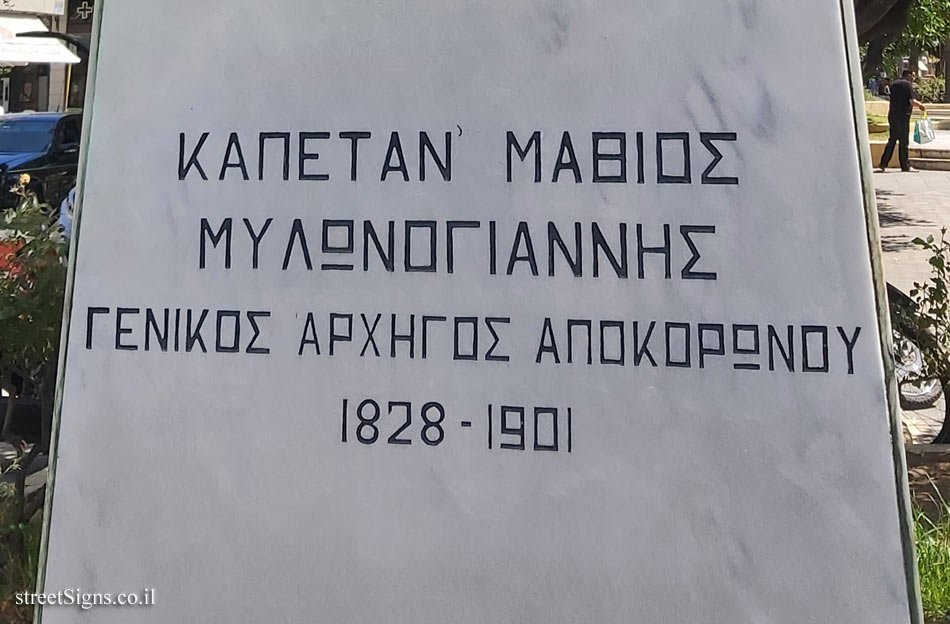 ΚΑΠΕΤΑΝ' ΜΑΘΙΟΣ
ΜΥΛΩΝΟΓΙΑΝΝΗΣ
ΓΕΝΙΚΟΣ ΑΡΧΗΓΟΣ ΑΠΟΚΟΡΩΝΟΥ
1828-1901
streetSigns.co.il